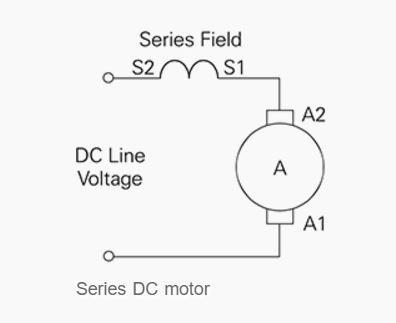 Series Field
S2 S1
A2
DC Line
Voltage
A
A1
Series DC motor